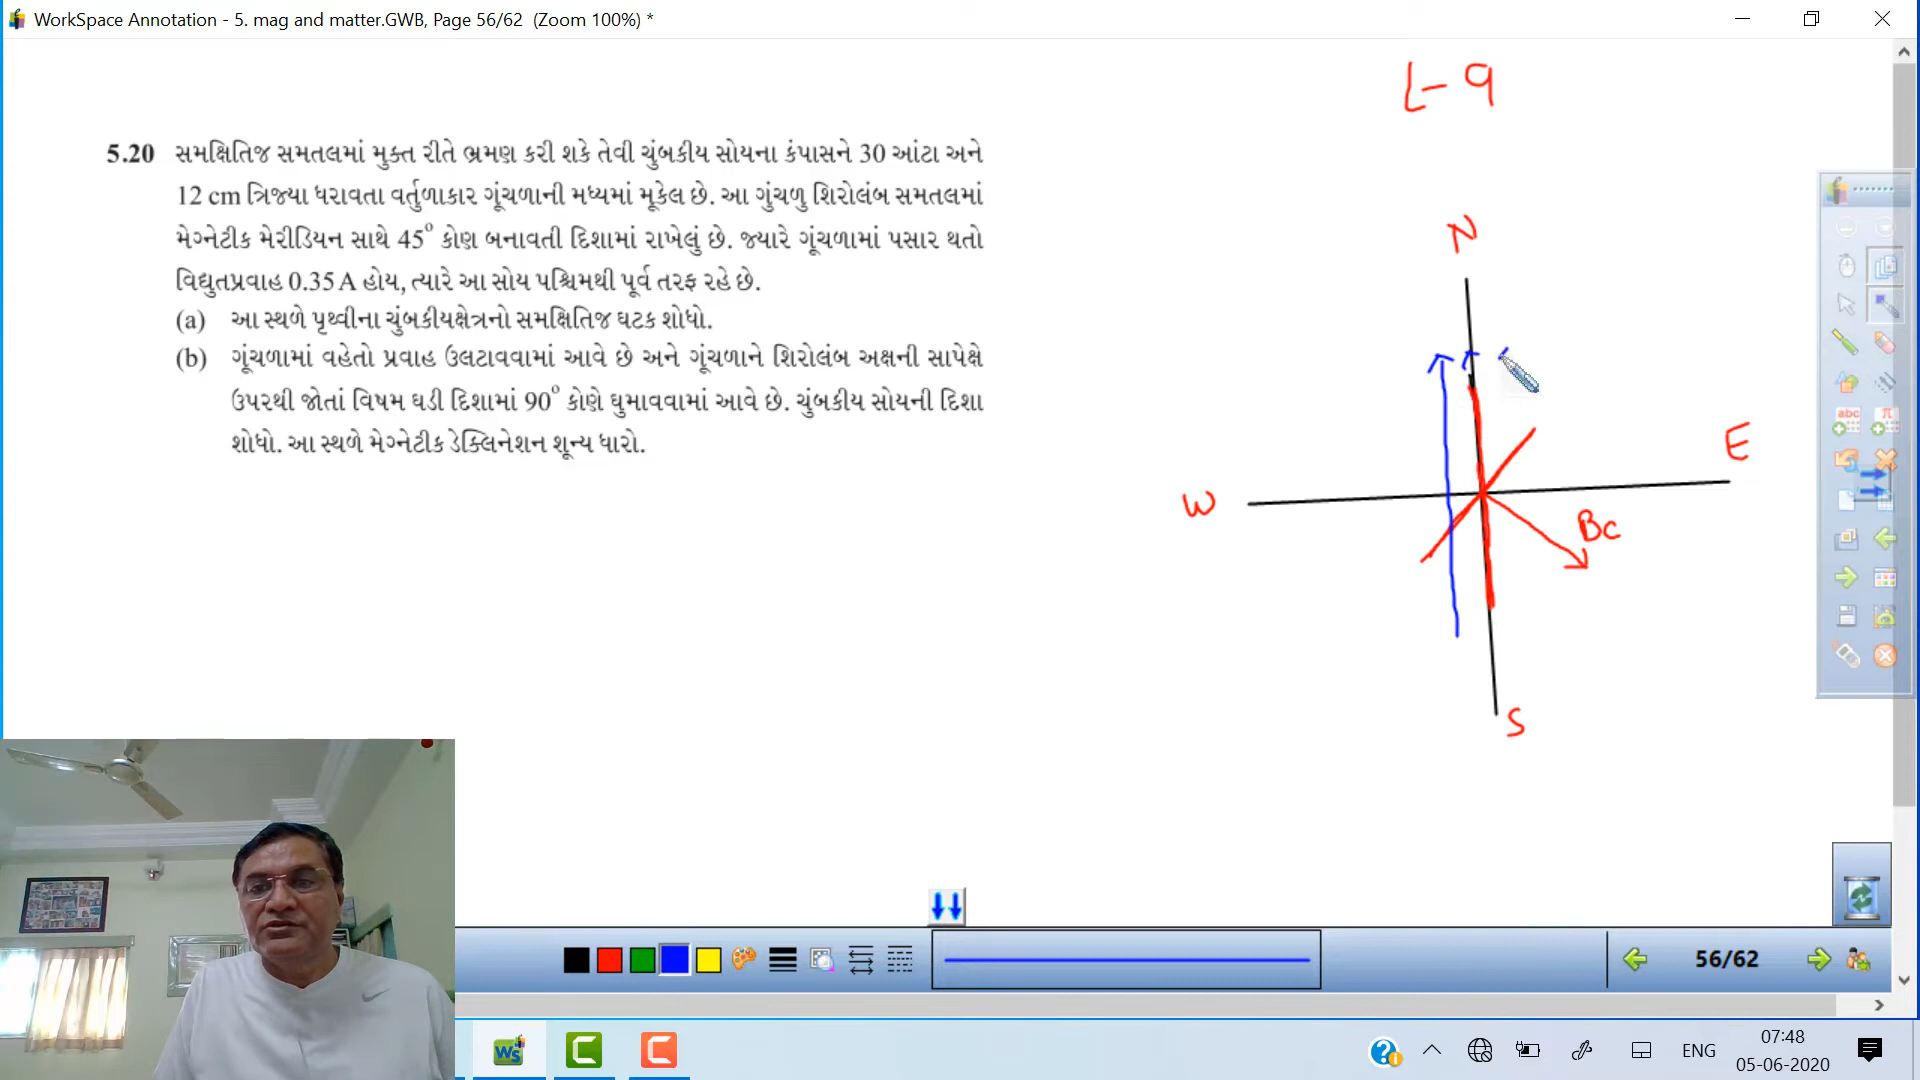 WorkSpace Annotation - 5. mag and matter.GWB, Page 56/62 (Zoom 100%) *
L-9
5.20 સમક્ષિતિજ સમતલમાં મુક્ત રીતે ભ્રમણ કરી શકે તેવી ચુંબકીય સોયના કંપાસને 30 આંટા અને
12 cm ત્રિજ્યા ધરાવતા વર્તુળાકાર ગૂંચળાની મધ્યમાં મૂકેલ છે. આ ગુંચળુ શિરોલંબ સમતલમાં
મેગ્નેટીક મેરીડિયન સાથે 45° કોણ બનાવતી દિશામાં રાખેલું છે. જ્યારે ગૂંચળામાં પસાર થતો
વિદ્યુતપ્રવાહ 0.35 A હોય, ત્યારે આ સોય પશ્ચિમથી પૂર્વ તરફ રહે છે.
(a) આ સ્થળે પૃથ્વીના ચુંબકીયક્ષેત્રનો સમક્ષિતિજ ઘટક શોધો.
(b) ગૂંચળામાં વહેતો પ્રવાહ ઉલટાવવામાં આવે છે અને ગૂંચળાને શિરોલંબ અક્ષની સાપેક્ષે
ઉપરથી જોતાં વિષમ ઘડી દિશામાં 90° કોણે ઘુમાવવામાં આવે છે. ચુંબકીય સોયની દિશા
શોધો. આ સ્થળે મેગ્નેટીક ડેક્લિનેશન શૂન્ય ધારો.
N
E
W
Bc
S
abc
π
56/62
WS
C
C
ENG
07:48
05-06-2020